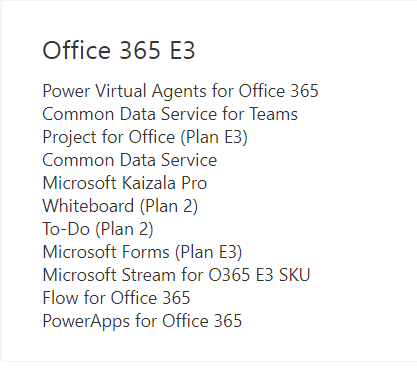 Office 365 E3
Power Virtual Agents for Office 365
Common Data Service for Teams
Project for Office (Plan E3)
Common Data Service
Microsoft Kaizala Pro
Whiteboard (Plan 2)
To-Do (Plan 2)
Microsoft Forms (Plan E3)
Microsoft Stream for O365 E3 SKU
Flow for Office 365
PowerApps for Office 365